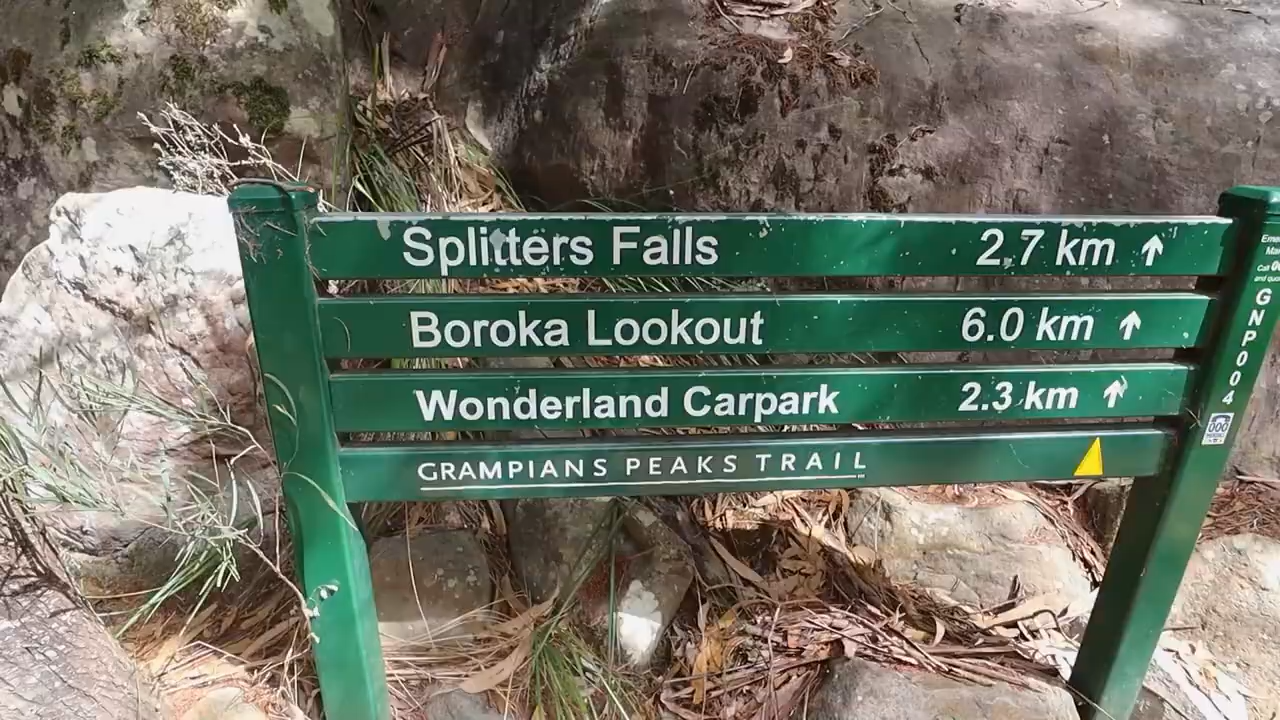 Splitters Falls 2.7 km ↑
Boroka Lookout 6.0 km ↑
Wonderland Carpark 2.3 km ↑
GRAMPIANS PEAKS TRAIL
GNP004
000